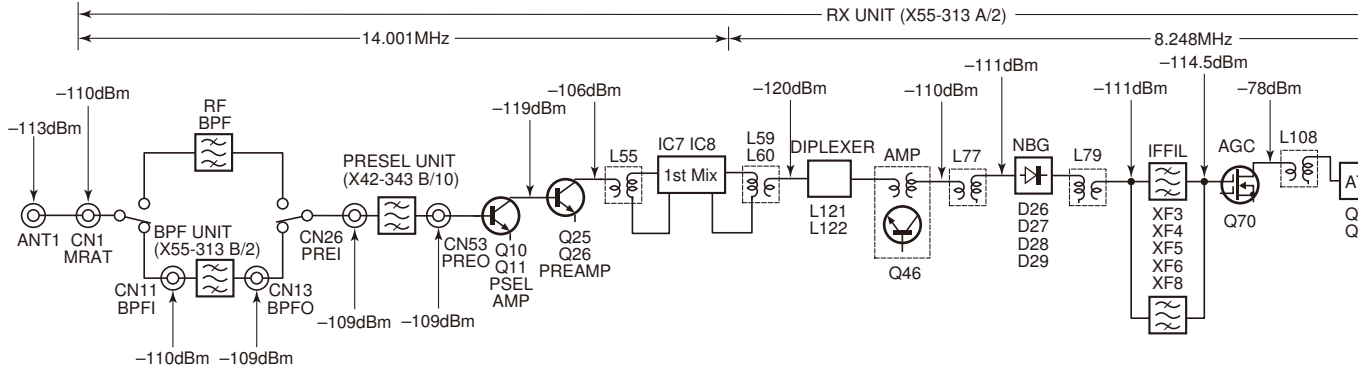 RX UNIT (X55-313 A/2)
14.001MHz
8.248MHz
–113dBm
–110dBm
RF
BPF
PRESEL UNIT
(X42-343 B/10)
–119dBm
–106dBm
L55
IC7 IC8
1st Mix
L59
L60
–120dBm
DIPLEXER
L121
L122
AMP
Q46
–110dBm
L77
–111dBm
NBG
D26
D27
D28
D29
L79
–111dBm
–114.5dBm
IFFIL
XF3
XF4
XF5
XF6
XF8
AGC
Q70
–78dBm
L108
AT
Q
Q
ANT1
CN1
MRAT
BPF UNIT
(X55-313 B/2)
CN11
BPFI
CN13
BPFO
CN26
PREI
CN53
PREO
Q10
Q11
PSEL
AMP
Q25
Q26
PREAMP
–110dBm
–109dBm
–109dBm
–109dBm